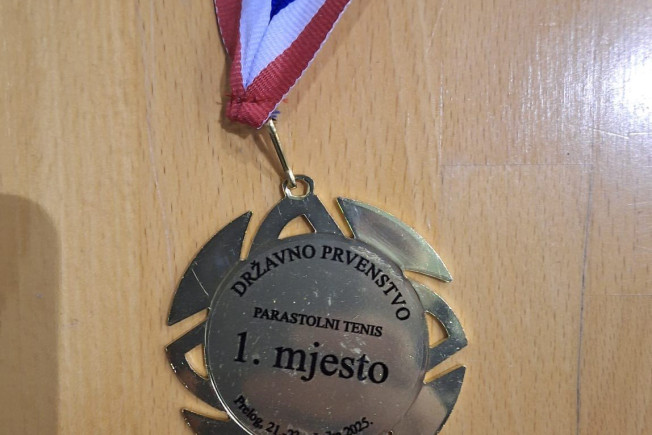 DRŽAVNO PRVENSTVO
PARASTOLNI TENIS
1. mjesto
Prelog, 21. 2025.